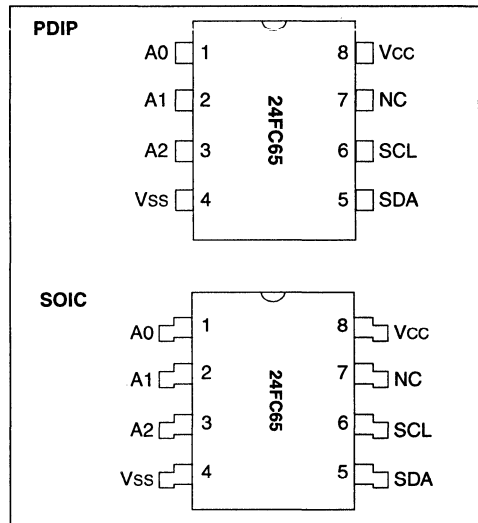 PDIP
A0 1 8 Vcc
A1 2 7 NC
A2 3 6 SCL
Vss 4 5 SDA
24FC65
SOIC
A0 1 8 Vcc
A1 2 7 NC
A2 3 6 SCL
Vss 4 5 SDA
24FC65